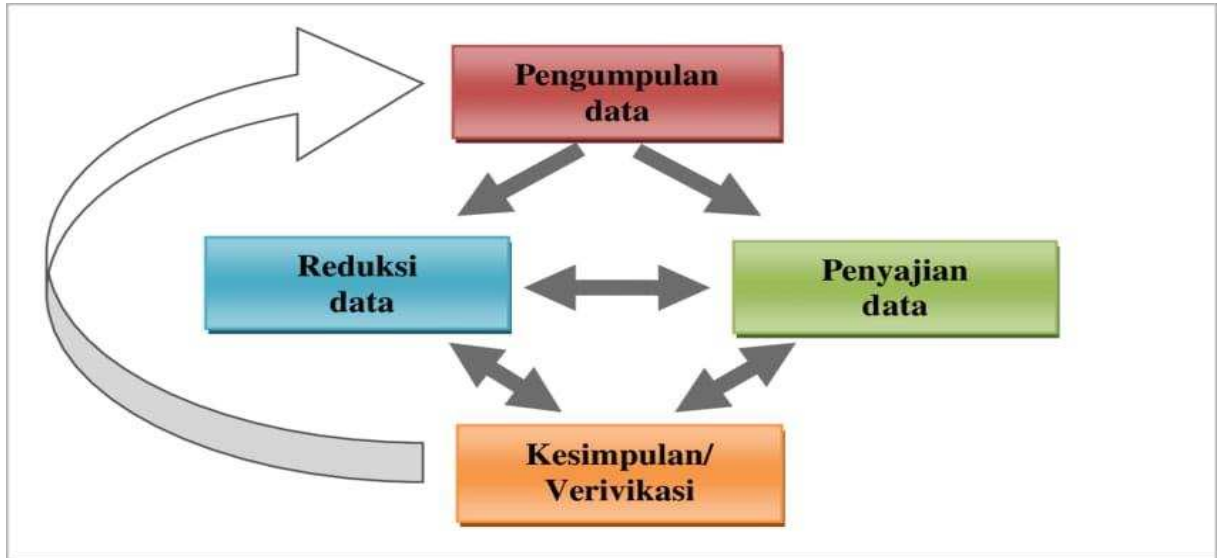 Pengumpulan
data
Reduksi
data
Penyajian
data
Kesimpulan/
Verivikasi